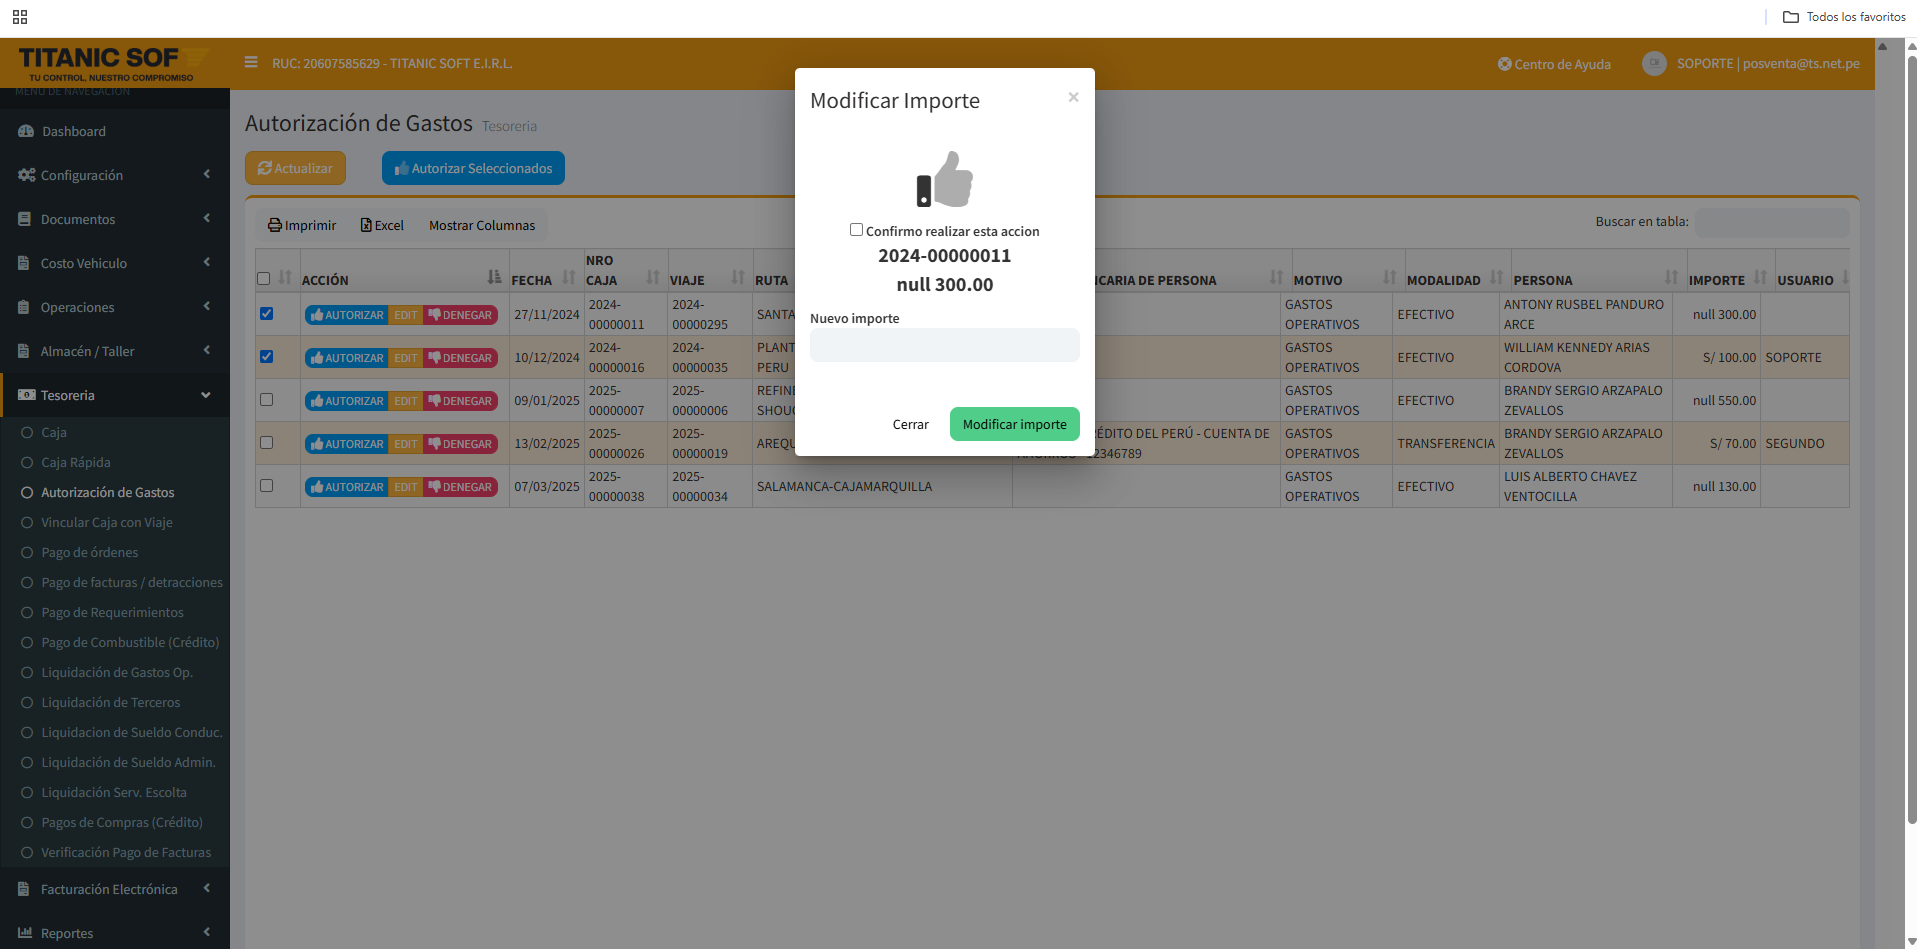 Todos los favoritos
TITANIC SOF
TU CONTROL, NUESTRO COMPROMISO
RUC: 20607585629 - TITANIC SOFT E.I.R.L.
Centro de Ayuda
SOPORTE | posventa@ts.net.pe
MENÚ DE NAVEGACIÓN
Dashboard
Configuración
Documentos
Costo Vehiculo
Operaciones
Almacén / Taller
Tesoreria
Caja
Caja Rápida
Autorización de Gastos
Vincular Caja con Viaje
Pago de órdenes
Pago de facturas / detracciones
Pago de Requerimientos
Pago de Combustible (Crédito)
Liquidación de Gastos Op.
Liquidación de Terceros
Liquidacion de Sueldo Conduc.
Liquidación de Sueldo Admin.
Liquidación Serv. Escolta
Pagos de Compras (Crédito)
Verificación Pago de Facturas
Facturación Electrónica
Reportes
Autorización de Gastos Tesoreria
Actualizar
Autorizar Seleccionados
Imprimir Excel Mostrar Columnas
Buscar en tabla:
ACCIÓN FECHA NRO CAJA VIAJE RUTA CARIA DE PERSONA MOTIVO MODALIDAD PERSONA IMPORTE USUARIO
AUTORIZAR EDIT DENEGAR 27/11/2024 2024-00000011 2024-00000295 SANTA GASTOS OPERATIVOS EFECTIVO ANTONY RUSBEL PANDURO ARCE null 300.00
AUTORIZAR EDIT DENEGAR 10/12/2024 2024-00000016 2024-00000035 PLANT PERU GASTOS OPERATIVOS EFECTIVO WILLIAM KENNEDY ARIAS CORDOVA S/ 100.00 SOPORTE
AUTORIZAR EDIT DENEGAR 09/01/2025 2025-00000007 2025-00000006 REFINE SHOUG GASTOS OPERATIVOS EFECTIVO BRANDY SERGIO ARZAPALO ZEVALLOS null 550.00
AUTORIZAR EDIT DENEGAR 13/02/2025 2025-00000026 2025-00000019 AREQU RÉDITO DEL PERÚ - CUENTA DE 12346789 GASTOS OPERATIVOS TRANSFERENCIA BRANDY SERGIO ARZAPALO ZEVALLOS S/ 70.00 SEGUNDO
AUTORIZAR EDIT DENEGAR 07/03/2025 2025-00000038 2025-00000034 SALAMANCA-CAJAMARQUILLA GASTOS OPERATIVOS EFECTIVO LUIS ALBERTO CHAVEZ VENTOCILLA null 130.00
Modificar Importe
×
Confirmo realizar esta accion
2024-00000011
null 300.00
Nuevo importe
Cerrar
Modificar importe